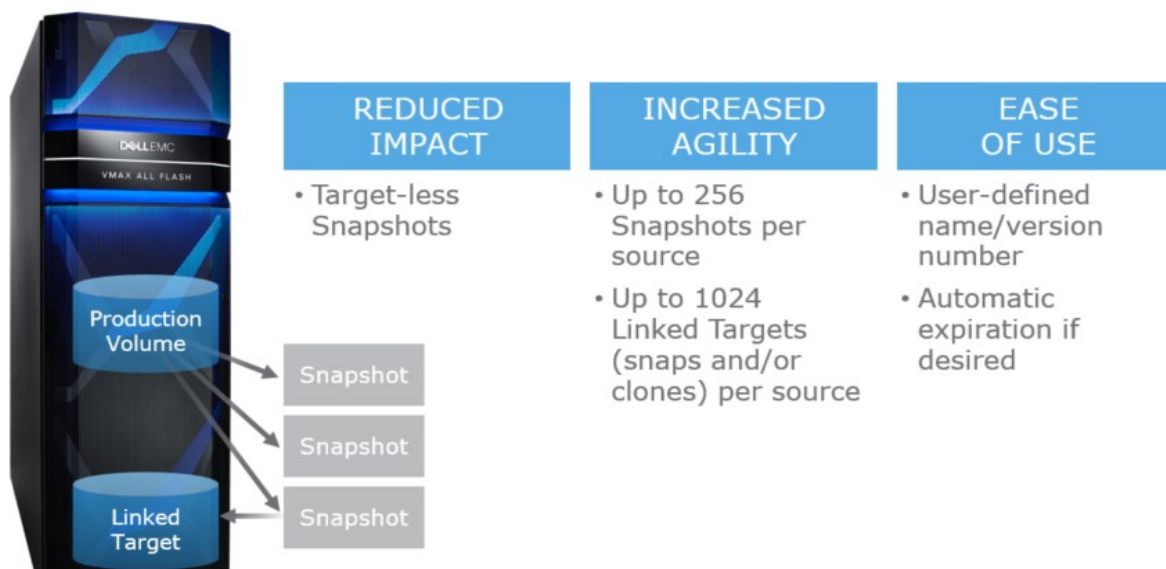 DELLEMC
VMAX ALL FLASH
Production
Volume
Linked
Target
Snapshot
Snapshot
Snapshot
REDUCED
IMPACT
• Target-less
Snapshots
INCREASED
AGILITY
• Up to 256
Snapshots per
source
• Up to 1024
Linked Targets
(snaps and/or
clones) per source
EASE
OF USE
• User-defined
name/version
number
• Automatic
expiration if
desired